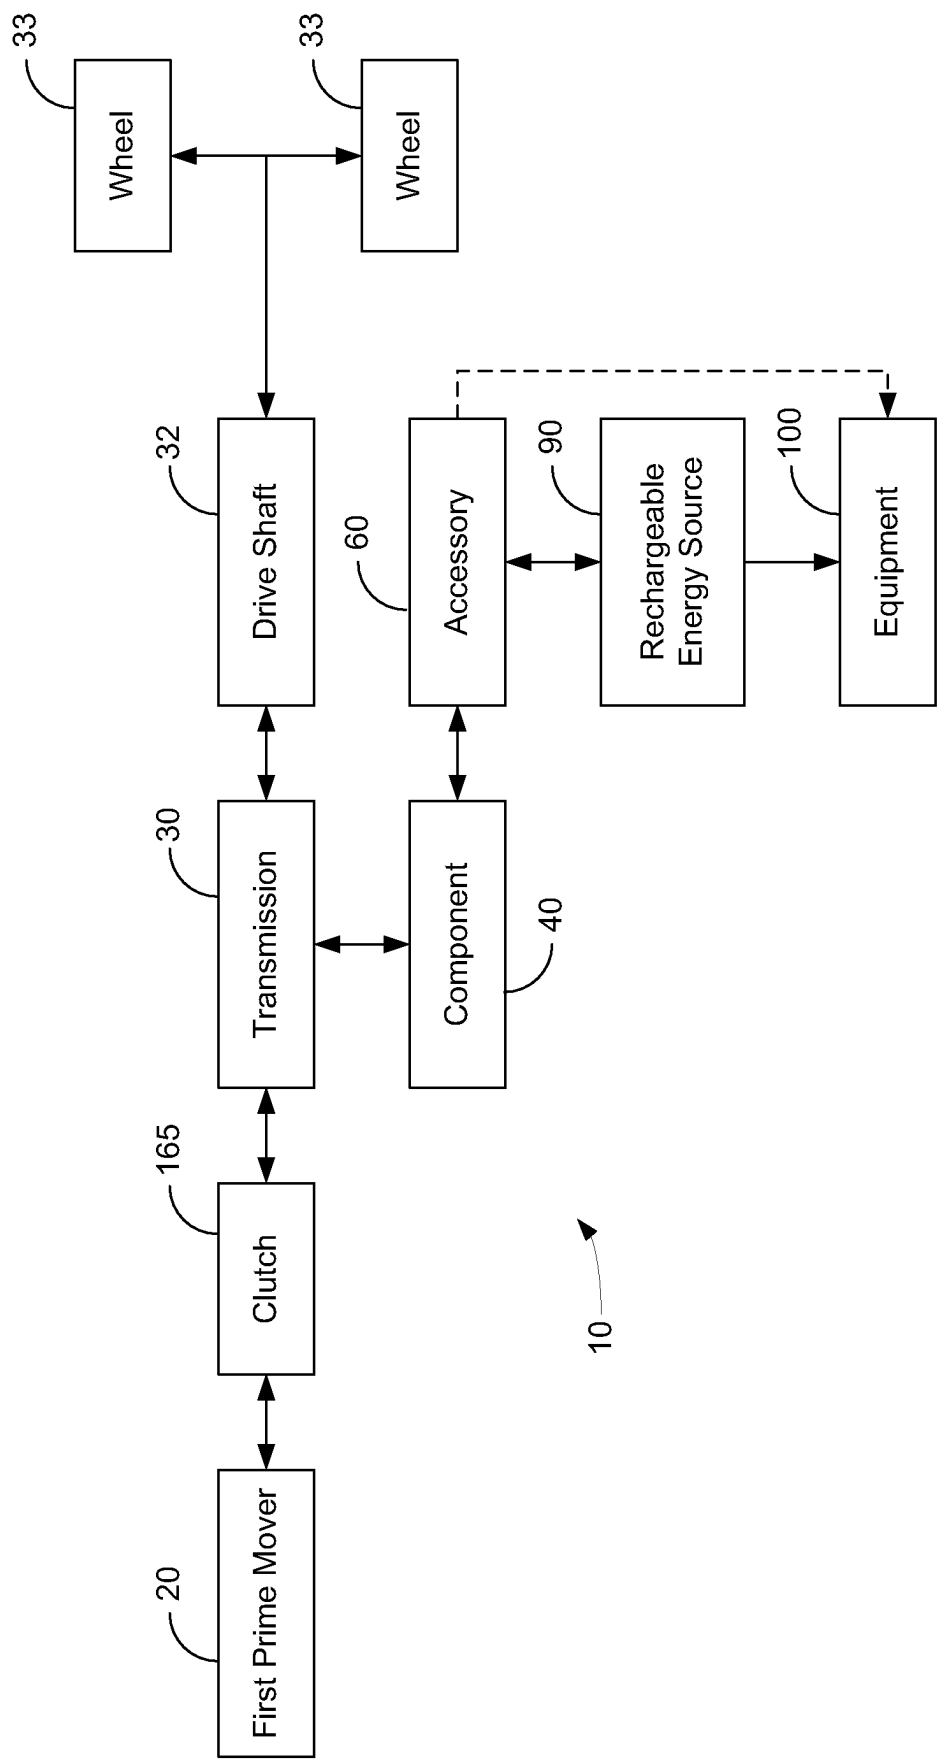 33
Wheel
33
Wheel
32
Drive Shaft
30
Transmission
165
Clutch
20
First Prime Mover
60
Accessory
40
Component
90
Rechargeable
Energy Source
100
Equipment
10